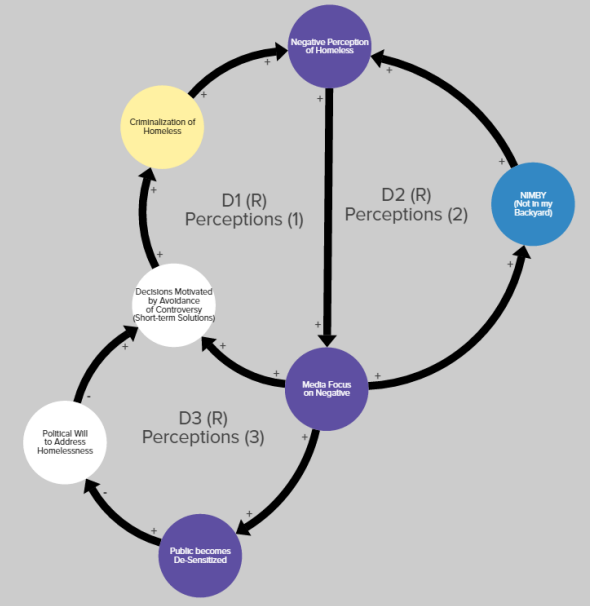 Negative Perception
of Homeless
+
+
+
+
Criminalization of
Homeless
+
+
D1 (R)
Perceptions (1)
D2 (R)
Perceptions (2)
NIMBY
(Not in my
Backyard)
+
+
+
Decisions Motivated
by Avoidance
of Controversy
(Short-term Solutions)
+
+
+
+
+
Media Focus
on Negative
-
D3 (R)
Perceptions (3)
+
Political Will
to Address
Homelessness
-
+
+
Public becomes
De-Sensitized